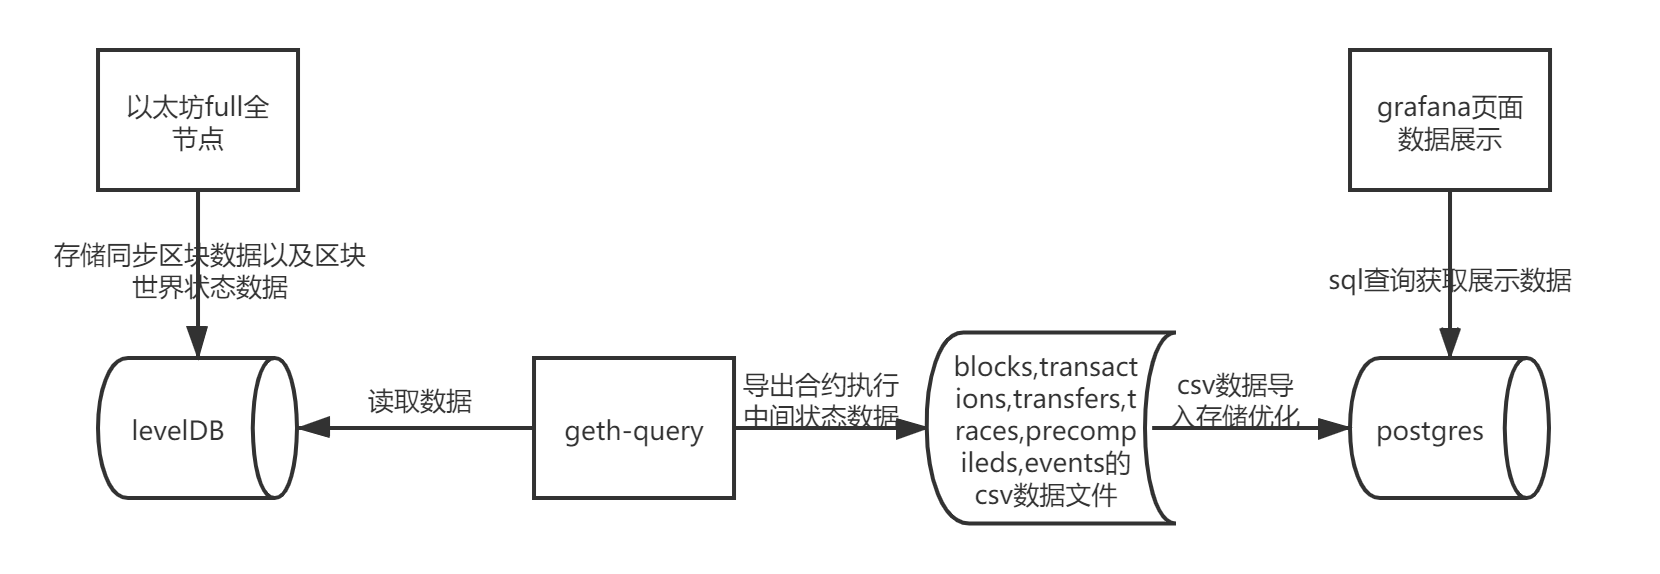 以太坊full全
节点
grafana页面
数据展示
存储同步区块数据以及区块
世界状态数据
sql查询获取展示数据
levelDB
读取数据
geth-query
导出合约执行
中间状态数据
blocks,transact
ions,transfers,t
races,precomp
ileds,events的
csv数据文件
csv数据导
入存储优化
postgres